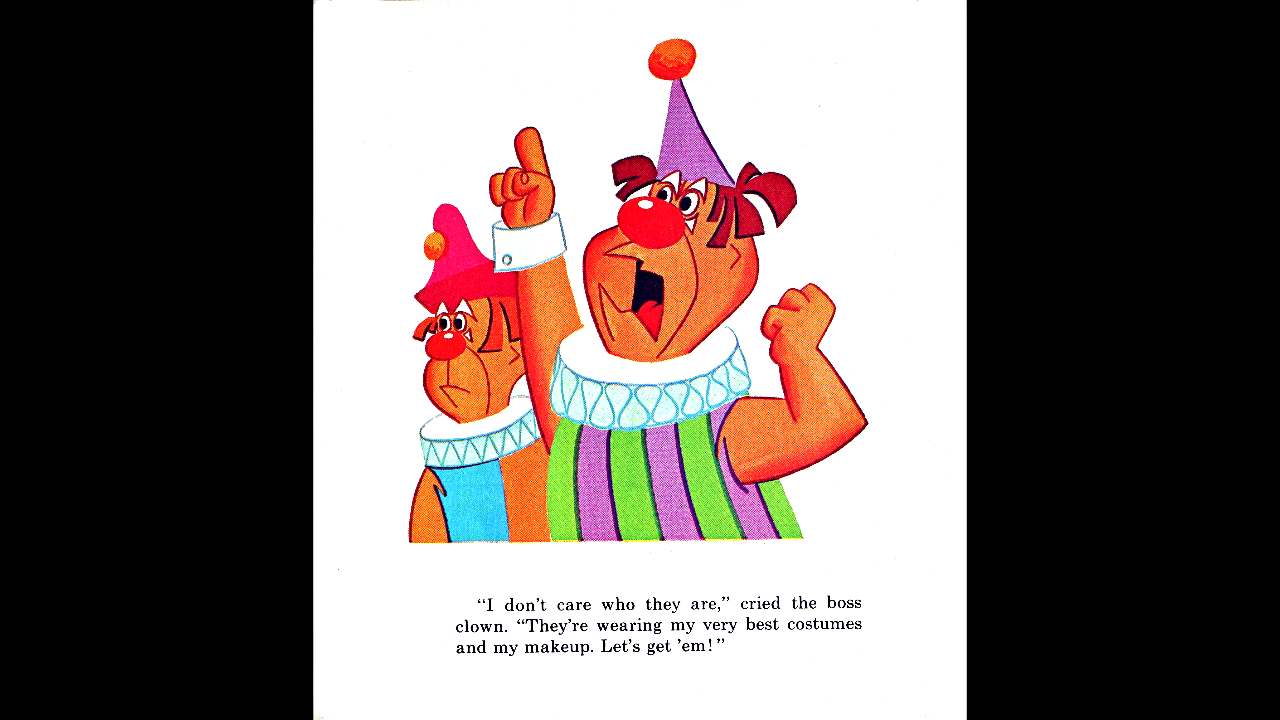 “I don't care who they are,” cried the boss
clown. “They're wearing my very best costumes
and my makeup. Let's get 'em!”